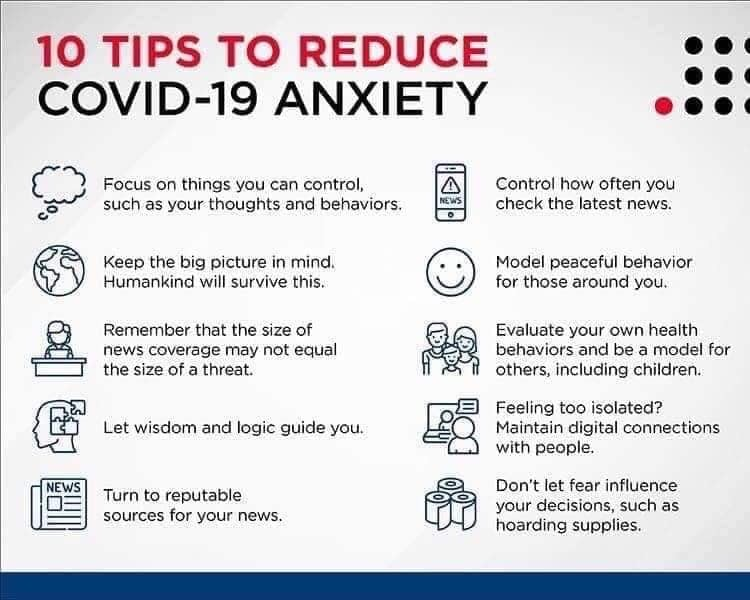 10 TIPS TO REDUCE
COVID-19 ANXIETY
Focus on things you can control,
such as your thoughts and behaviors.
Keep the big picture in mind.
Humankind will survive this.
Remember that the size of
news coverage may not equal
the size of a threat.
Let wisdom and logic guide you.
NEWS
Turn to reputable
sources for your news.
NEWS
Control how often you
check the latest news.
Model peaceful behavior
for those around you.
Evaluate your own health
behaviors and be a model for
others, including children.
Feeling too isolated?
Maintain digital connections
with people.
Don't let fear influence
your decisions, such as
hoarding supplies.